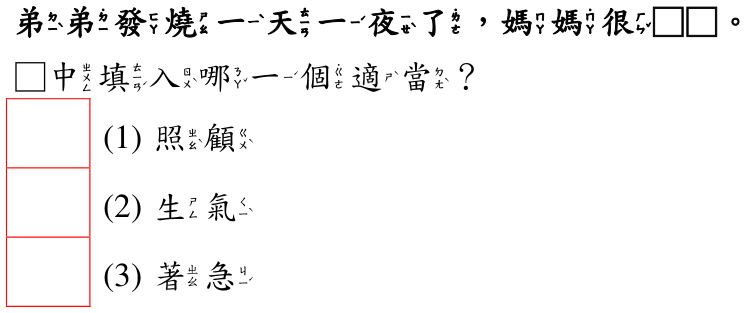 弟弟發燒一天一夜了，媽媽很□□。
□中填入哪一個適當？
(1) 照顧
(2) 生氣
(3) 著急